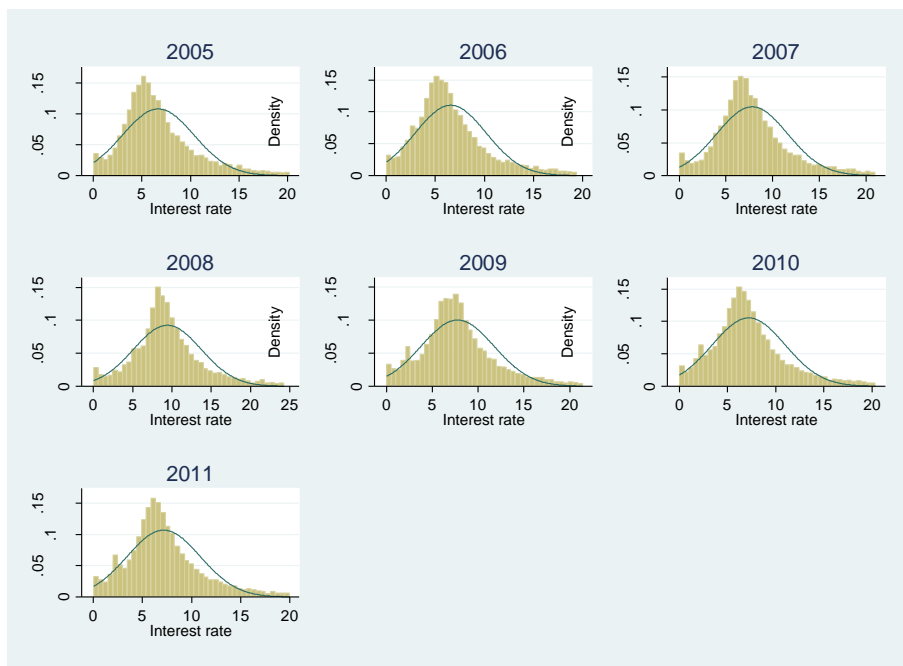 2005
2006
2007
0 .05 .1 .15
0 5 10 15 20
Interest rate
Density
0 .05 .1 .15
0 5 10 15 20
Interest rate
Density
0 .05 .1 .15
0 5 10 15 20
Interest rate
2008
2009
2010
0 .05 .1 .15
0 5 10 15 20 25
Interest rate
Density
0 .05 .1 .15
0 5 10 15 20
Interest rate
Density
0 .05 .1 .15
0 5 10 15 20
Interest rate
2011
0 .05 .1 .15
0 5 10 15 20
Interest rate